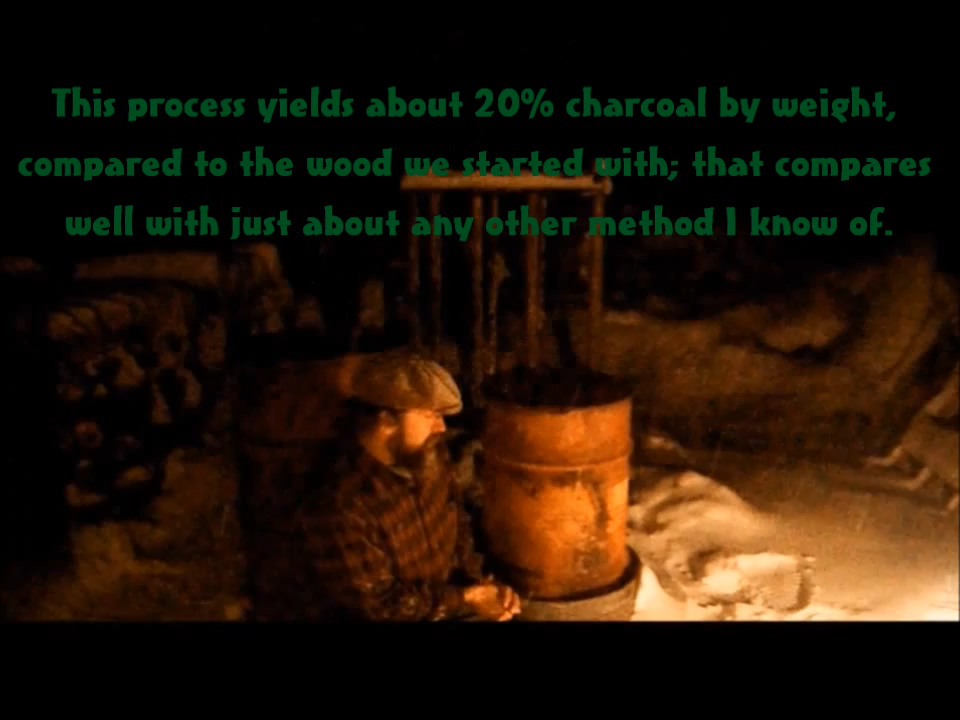 This process yields about 20% charcoal by weight,
compared to the wood we started with; that compares
well with just about any other method I know of.